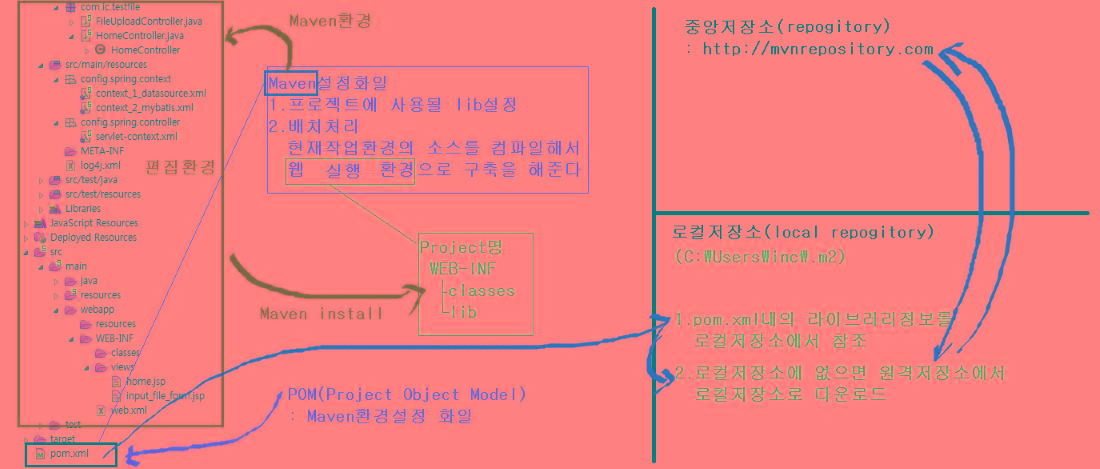 com.ic.testfile
FileUploadController.java
HomeController.java
HomeController
src/main/resources
config.spring.context
context_1_datasource.xml
context_2_mybatis.xml
config.spring.controller
servlet-context.xml
META-INF
log4j.xml
src/test/java
src/test/resources
Libraries
JavaScript Resources
Deployed Resources
src
main
java
resources
webapp
resources
WEB-INF
classes
views
home.jsp
input_file_form.jsp
web.xml
test
target
pom.xml
편집환경
Maven환경
Maven설정화일
1.프로젝트에 사용될 lib설정
2.배치처리
현재작업환경의 소스를 컴파일해서
웹 실행 환경으로 구축을 해준다
Project명
WEB-INF
classes
lib
Maven install
POM(Project Object Model)
: Maven환경설정 화일
중앙저장소(repogitory)
: http://mvnrepository.com
로컬저장소(local repogitory)
(C:₩Users₩inc₩.m2)
1.pom.xml내의 라이브러리정보를
로컬저장소에서 참조
2.로컬저장소에 없으면 원격저장소에서
로컬저장소로 다운로드